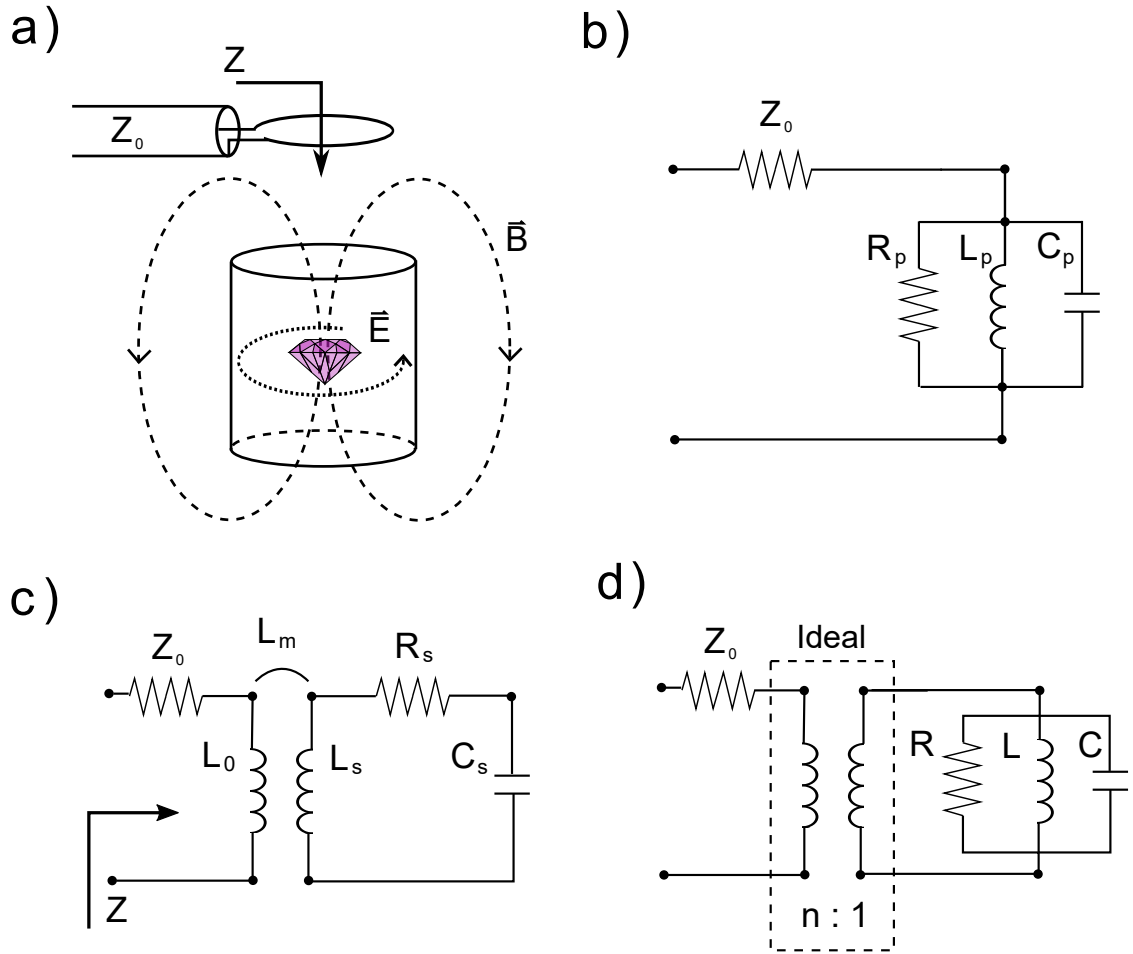 a)
Z
Z₀
B⃗
E⃗
b)
Z₀
Rₚ
Lₚ
Cₚ
c)
Lₘ
Z₀
Rₛ
L₀
Lₛ
Cₛ
Z
d)
Z₀
Ideal
R
L
C
n : 1